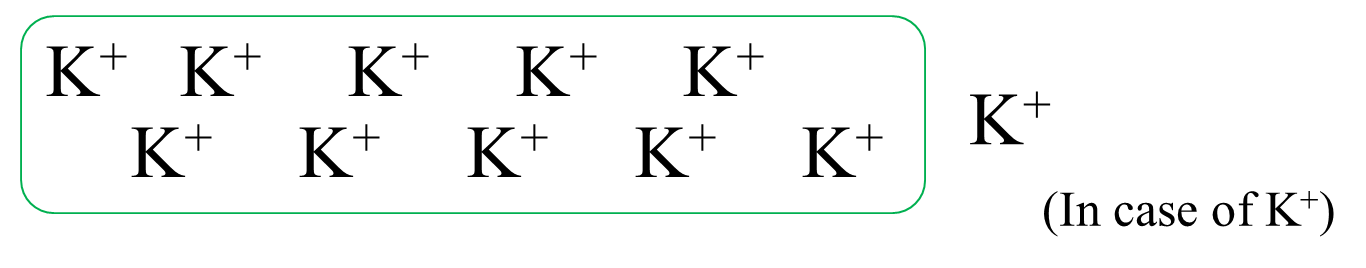 K⁺ K⁺ K⁺ K⁺ K⁺
K⁺ K⁺ K⁺ K⁺ K⁺
K⁺
(In case of K⁺)